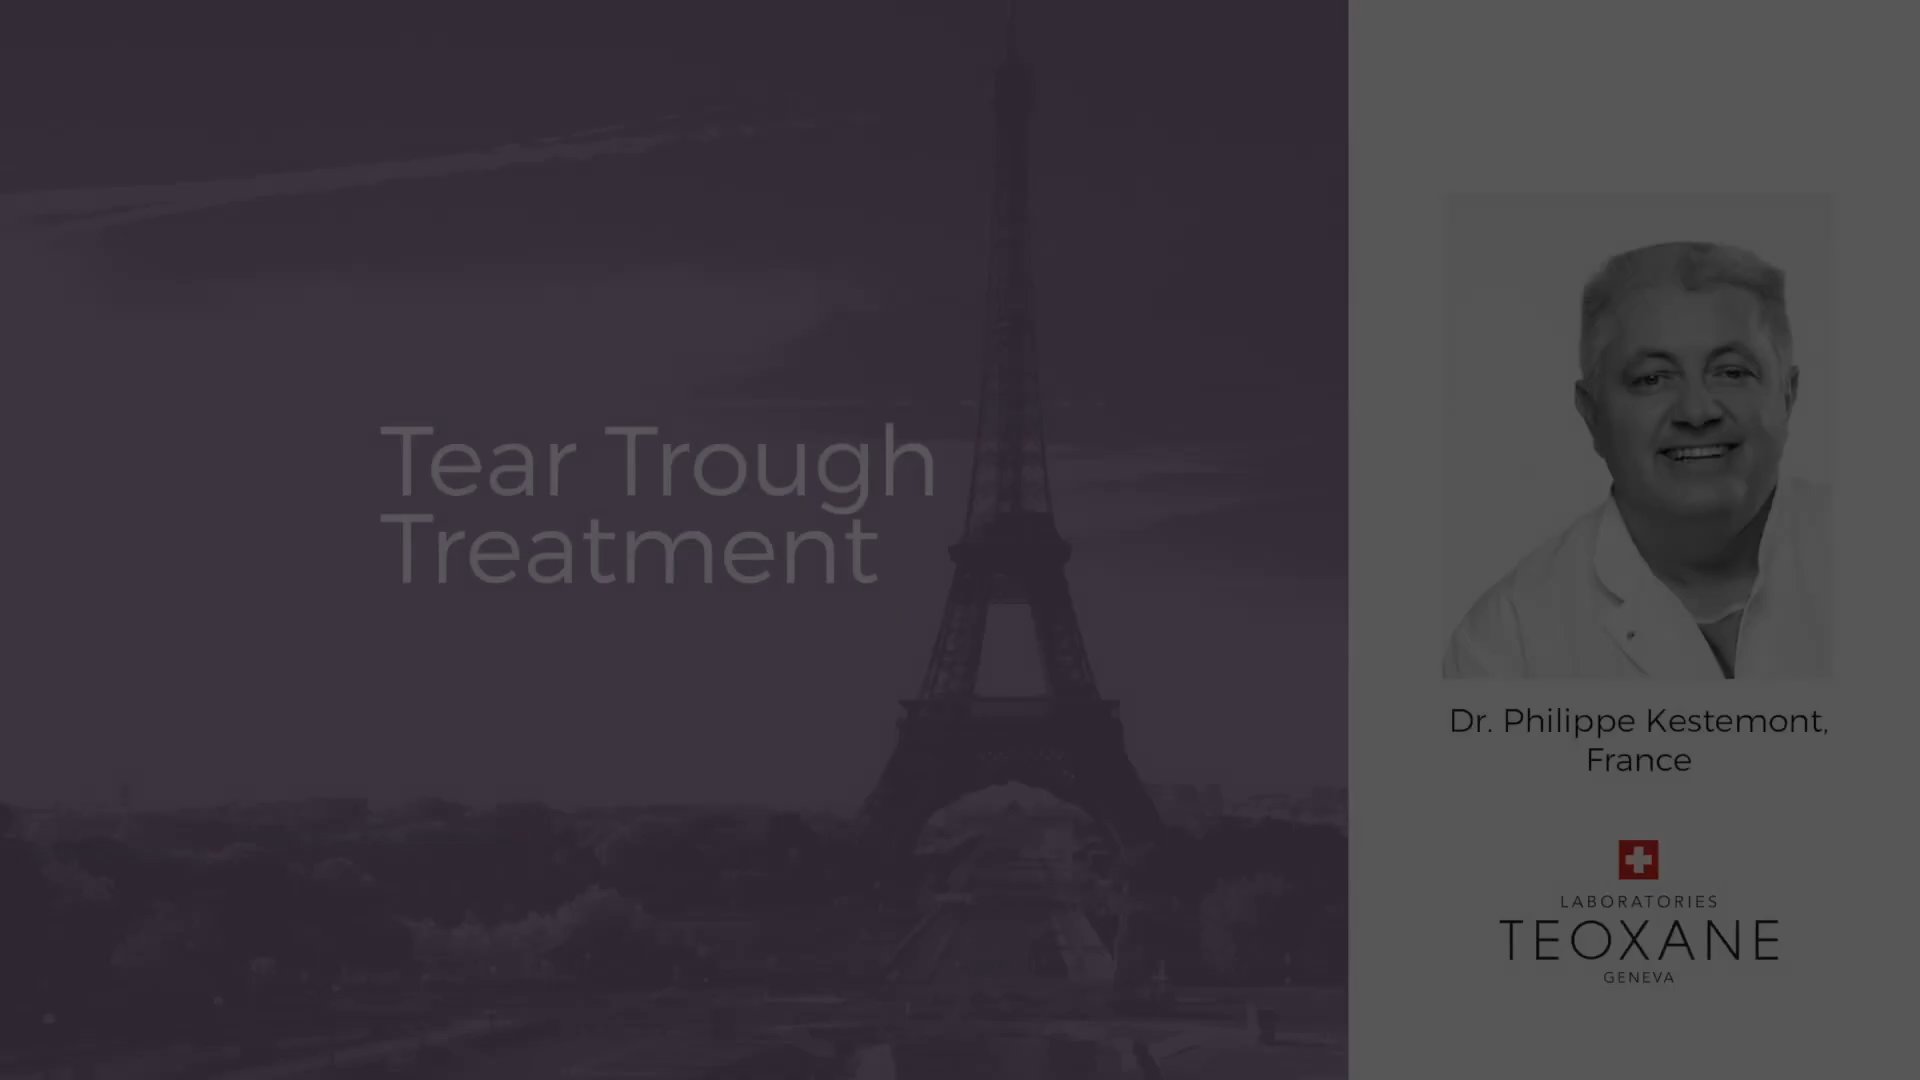 Tear Trough
Treatment
Dr. Philippe Kestemont,
France
LABORATORIES
TEOXANE
GENEVA